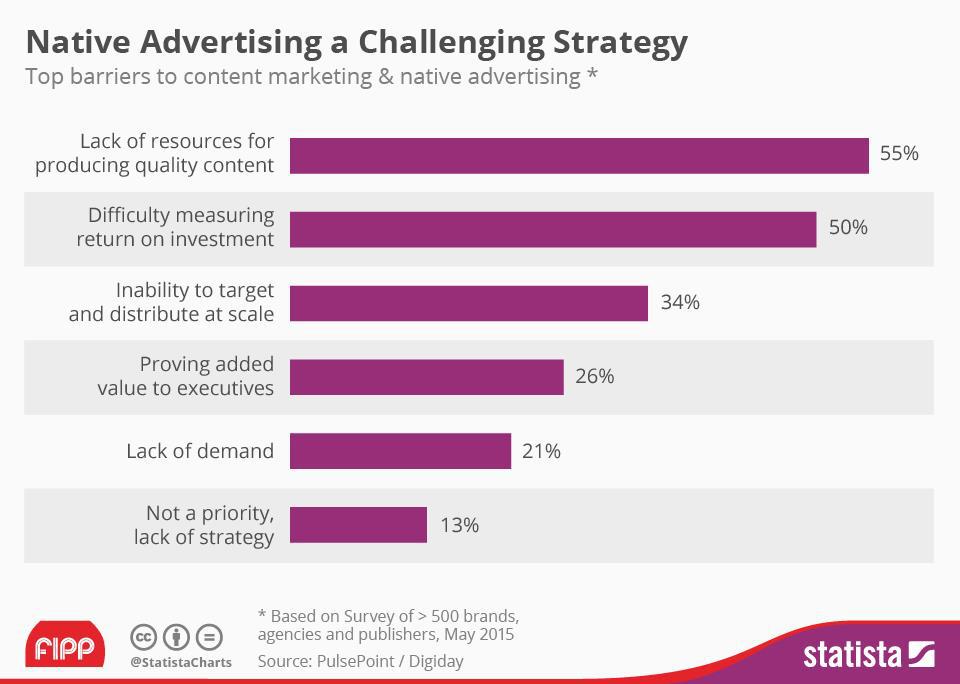 Native Advertising a Challenging Strategy
Top barriers to content marketing & native advertising *
Lack of resources for
producing quality content
55%
Difficulty measuring
return on investment
50%
Inability to target
and distribute at scale
34%
Proving added
value to executives
26%
Lack of demand
21%
Not a priority,
lack of strategy
13%
* Based on Survey of > 500 brands,
agencies and publishers, May 2015
Source: PulsePoint / Digiday
FIPP
cc
@StatistaCharts
statista